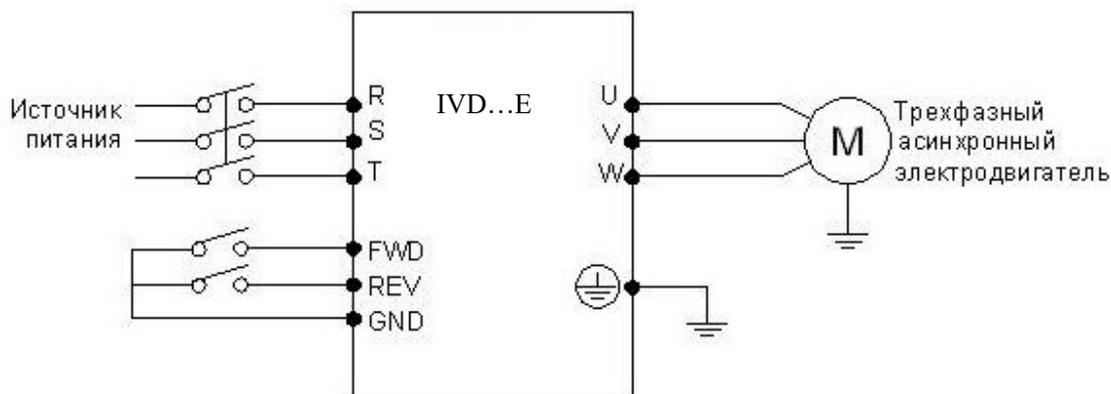 Источник
питания
R
S
T
FWD
REV
GND
IVD...E
U
V
W
M
Трехфазный
асинхронный
электродвигатель